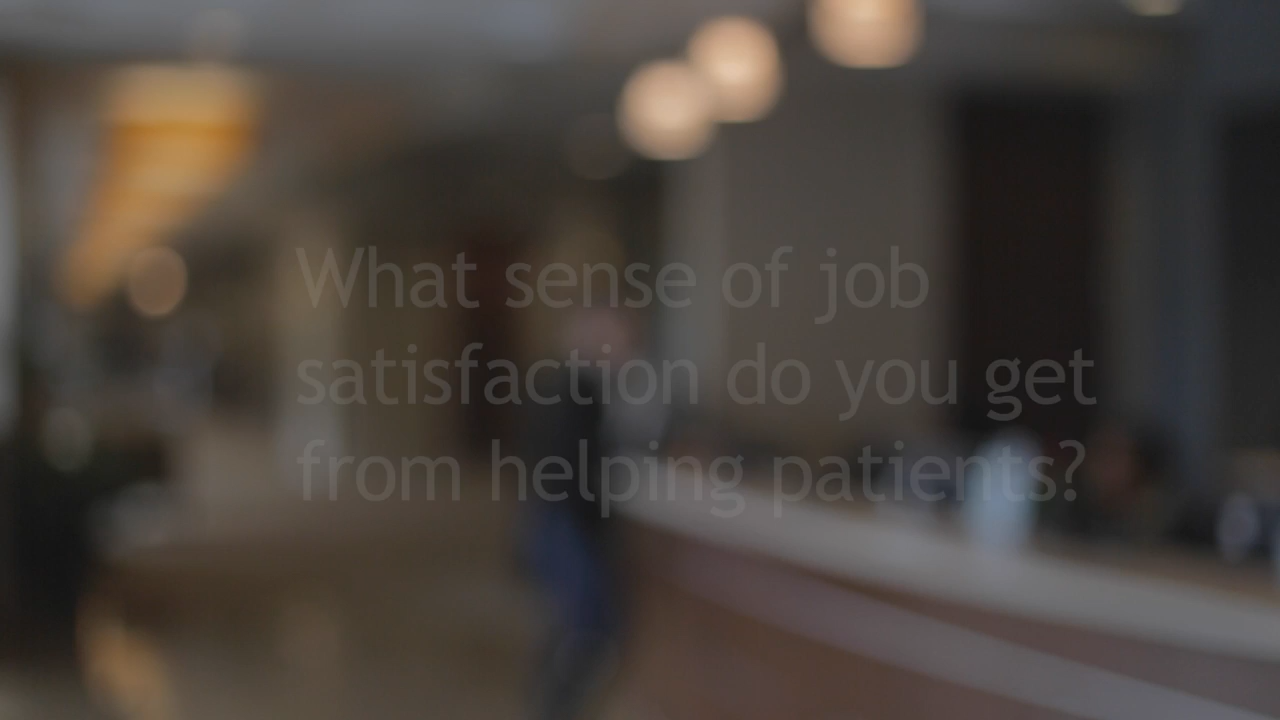 What sense of job
satisfaction do you get
from helping patients?